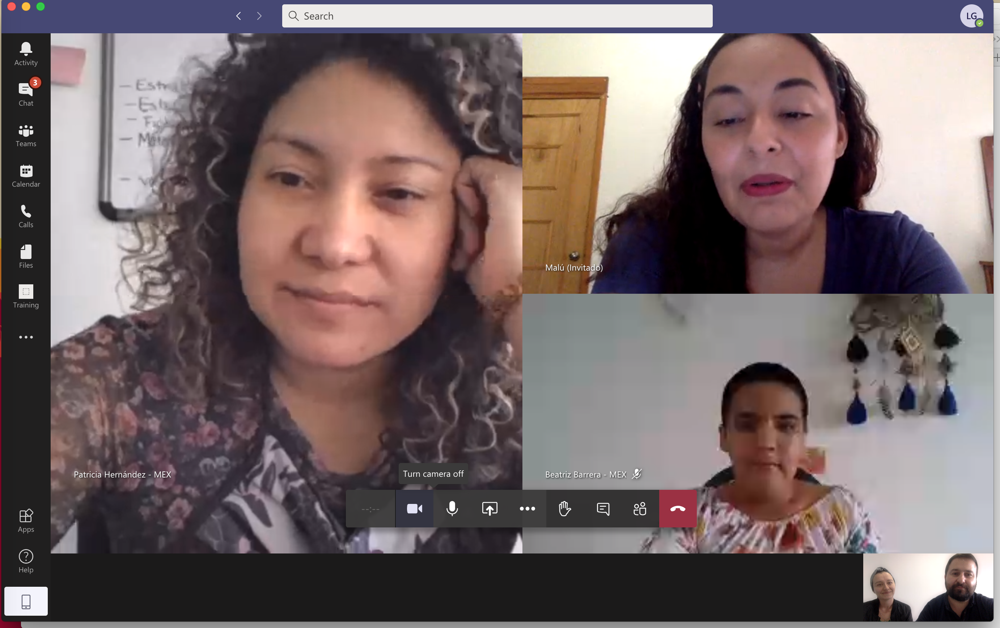 Search
LG
Activity
3
Chat
Teams
Calendar
Calls
Files
Training
Apps
Help
Malú (Invitado)
Patricia Hernández - MEX
Beatriz Barrera - MEX
Turn camera off
--:--